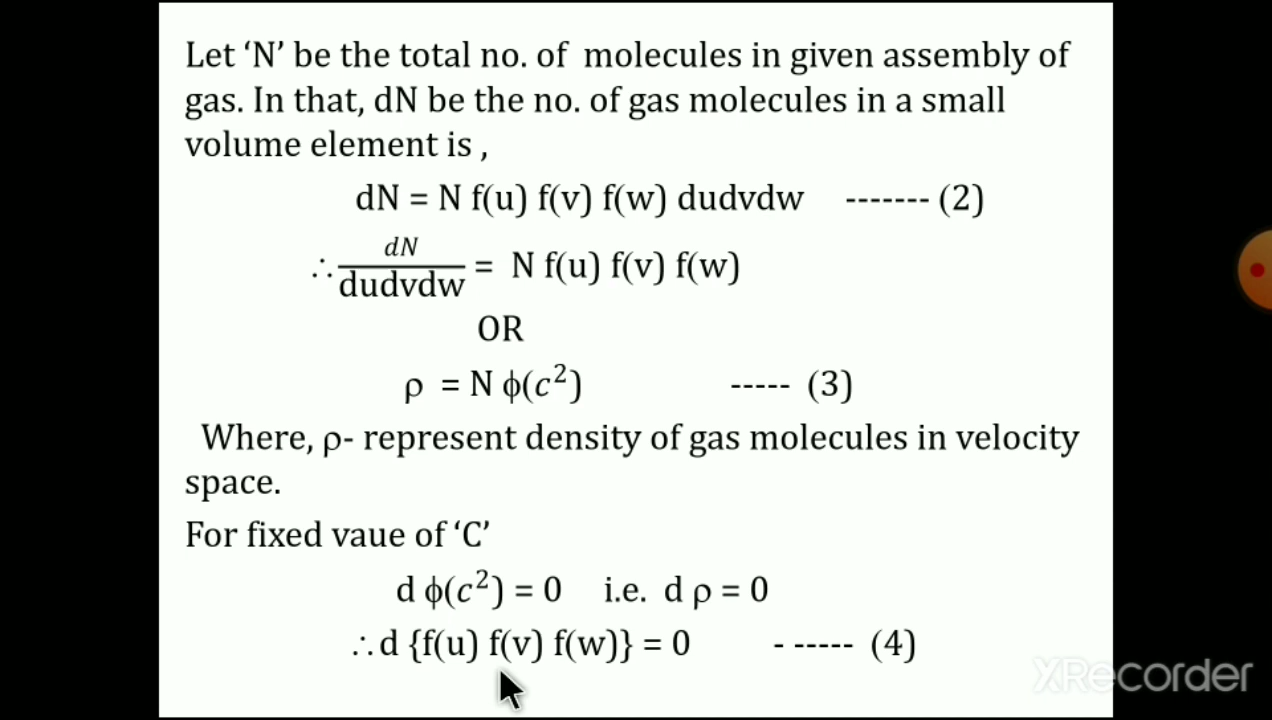 Let ‘N’ be the total no. of molecules in given assembly of
gas. In that, dN be the no. of gas molecules in a small
volume element is ,
dN = N f(u) f(v) f(w) dudvdw ------- (2)
∴ dN/dudvdw = N f(u) f(v) f(w)
OR
ρ = N ϕ(c²) ----- (3)
Where, ρ- represent density of gas molecules in velocity
space.
For fixed vaue of ‘C’
d ϕ(c²) = 0 i.e. d ρ = 0
∴ d {f(u) f(v) f(w)} = 0 - ----- (4)
XRecorder